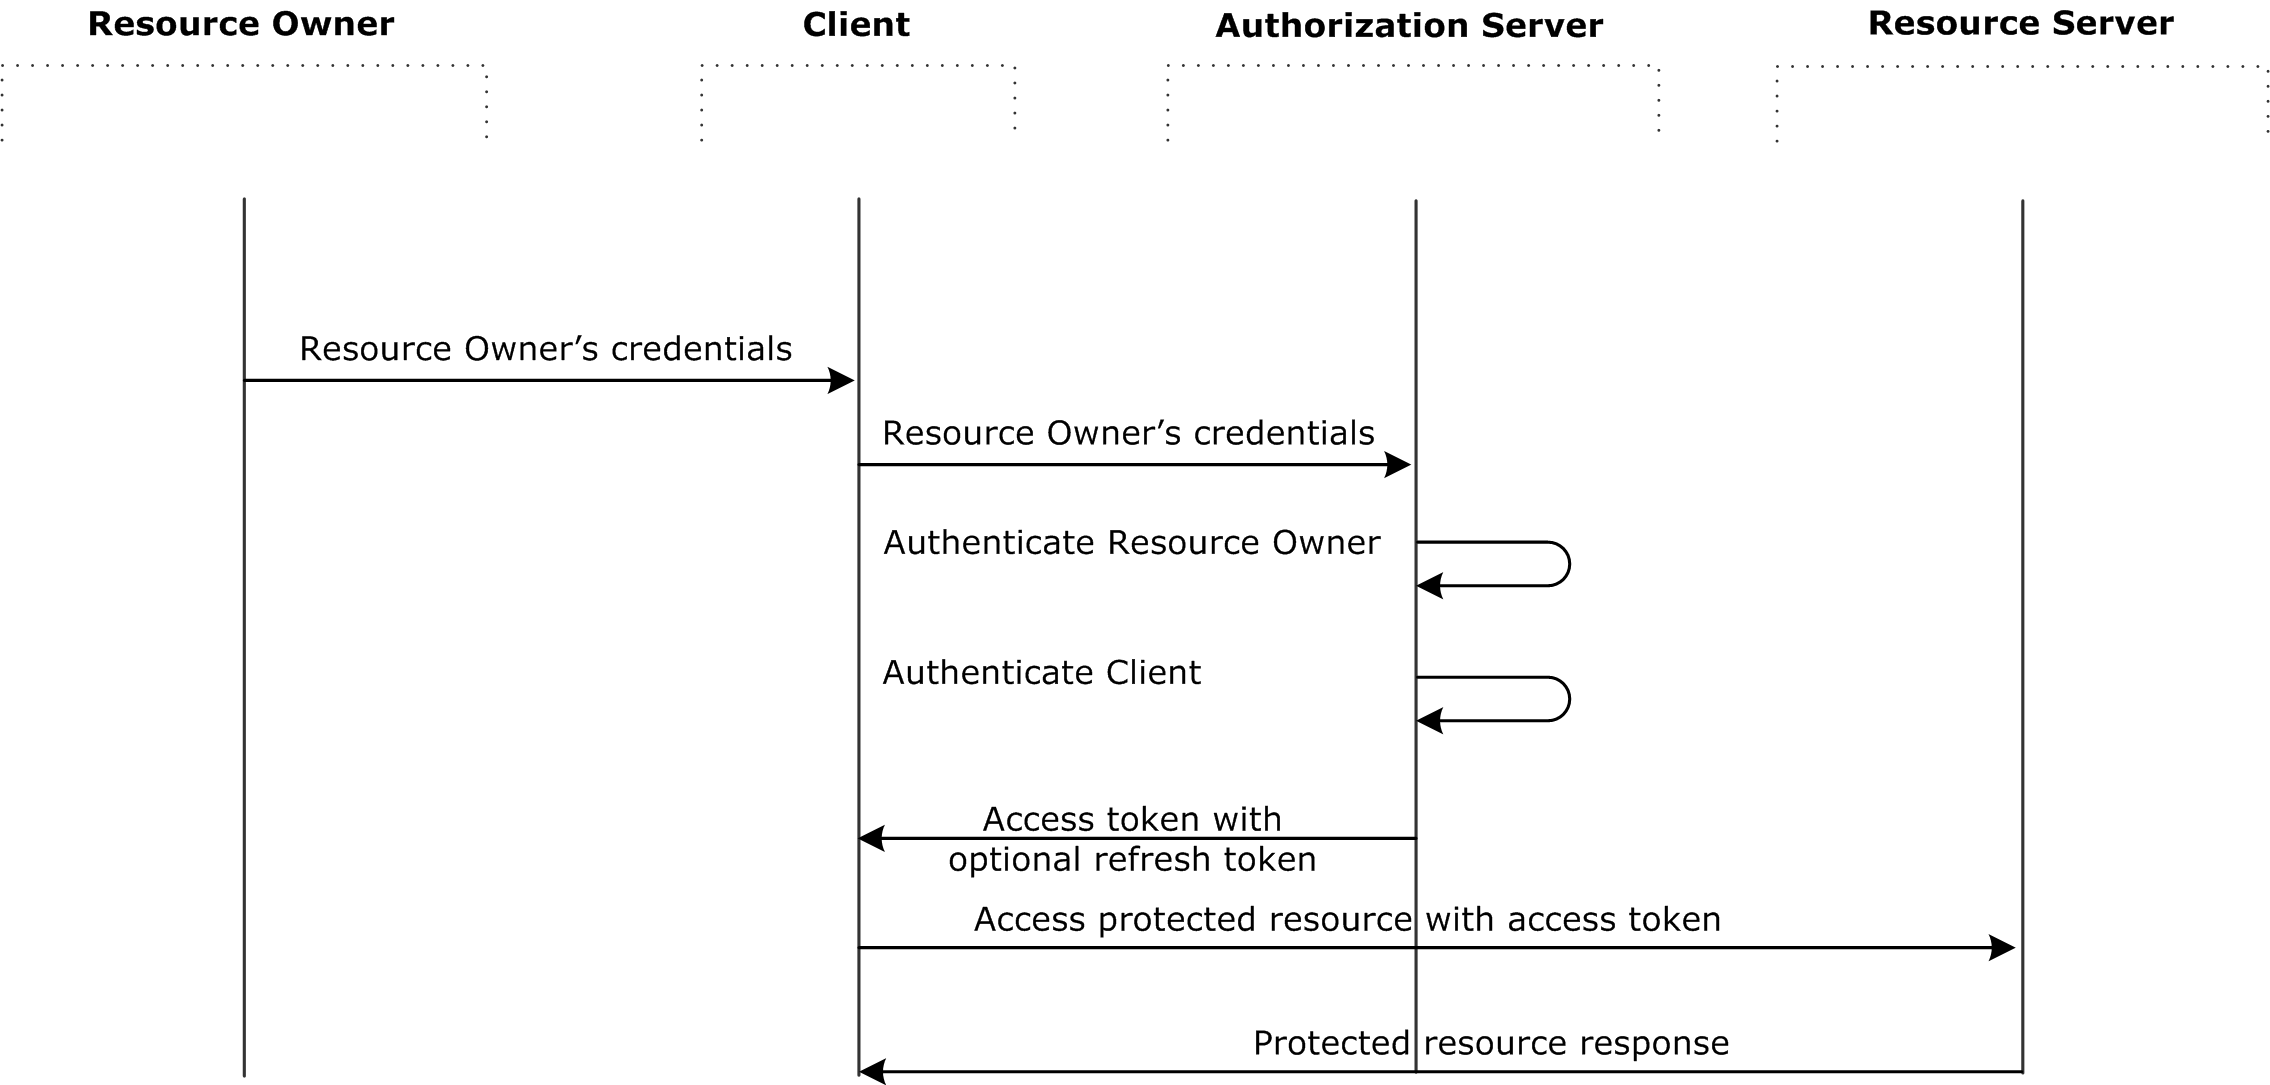 Resource Owner
Client
Authorization Server
Resource Server
Resource Owner’s credentials
Resource Owner’s credentials
Authenticate Resource Owner
Authenticate Client
Access token with
optional refresh token
Access protected resource with access token
Protected resource response